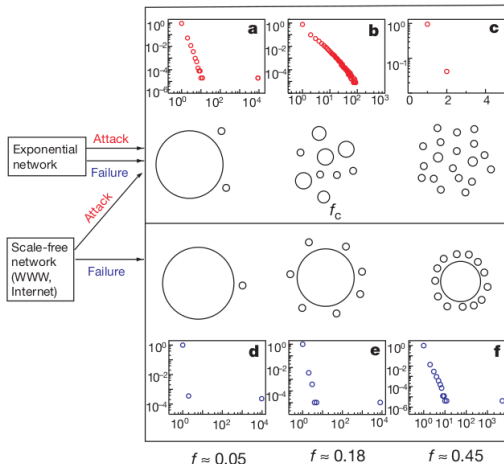 a
b
c
10⁰
10⁻²
10⁻⁴
10⁻⁶
10⁰ 10² 10⁴
10⁰
10⁻²
10⁻⁴
10⁰ 10¹ 10² 10³
10⁰
10⁻¹
0 2 4
Exponential
network
Attack
Failure
Attack
f_c
Scale-free
network
(WWW,
Internet)
Failure
d
e
f
10⁰
10⁻²
10⁻⁴
10⁰ 10² 10⁴
10⁰
10⁻²
10⁻⁴
10⁰ 10² 10⁴
10⁰
10⁻²
10⁻⁴
10⁻⁶
10⁰ 10¹ 10² 10³
f ≈ 0.05
f ≈ 0.18
f ≈ 0.45